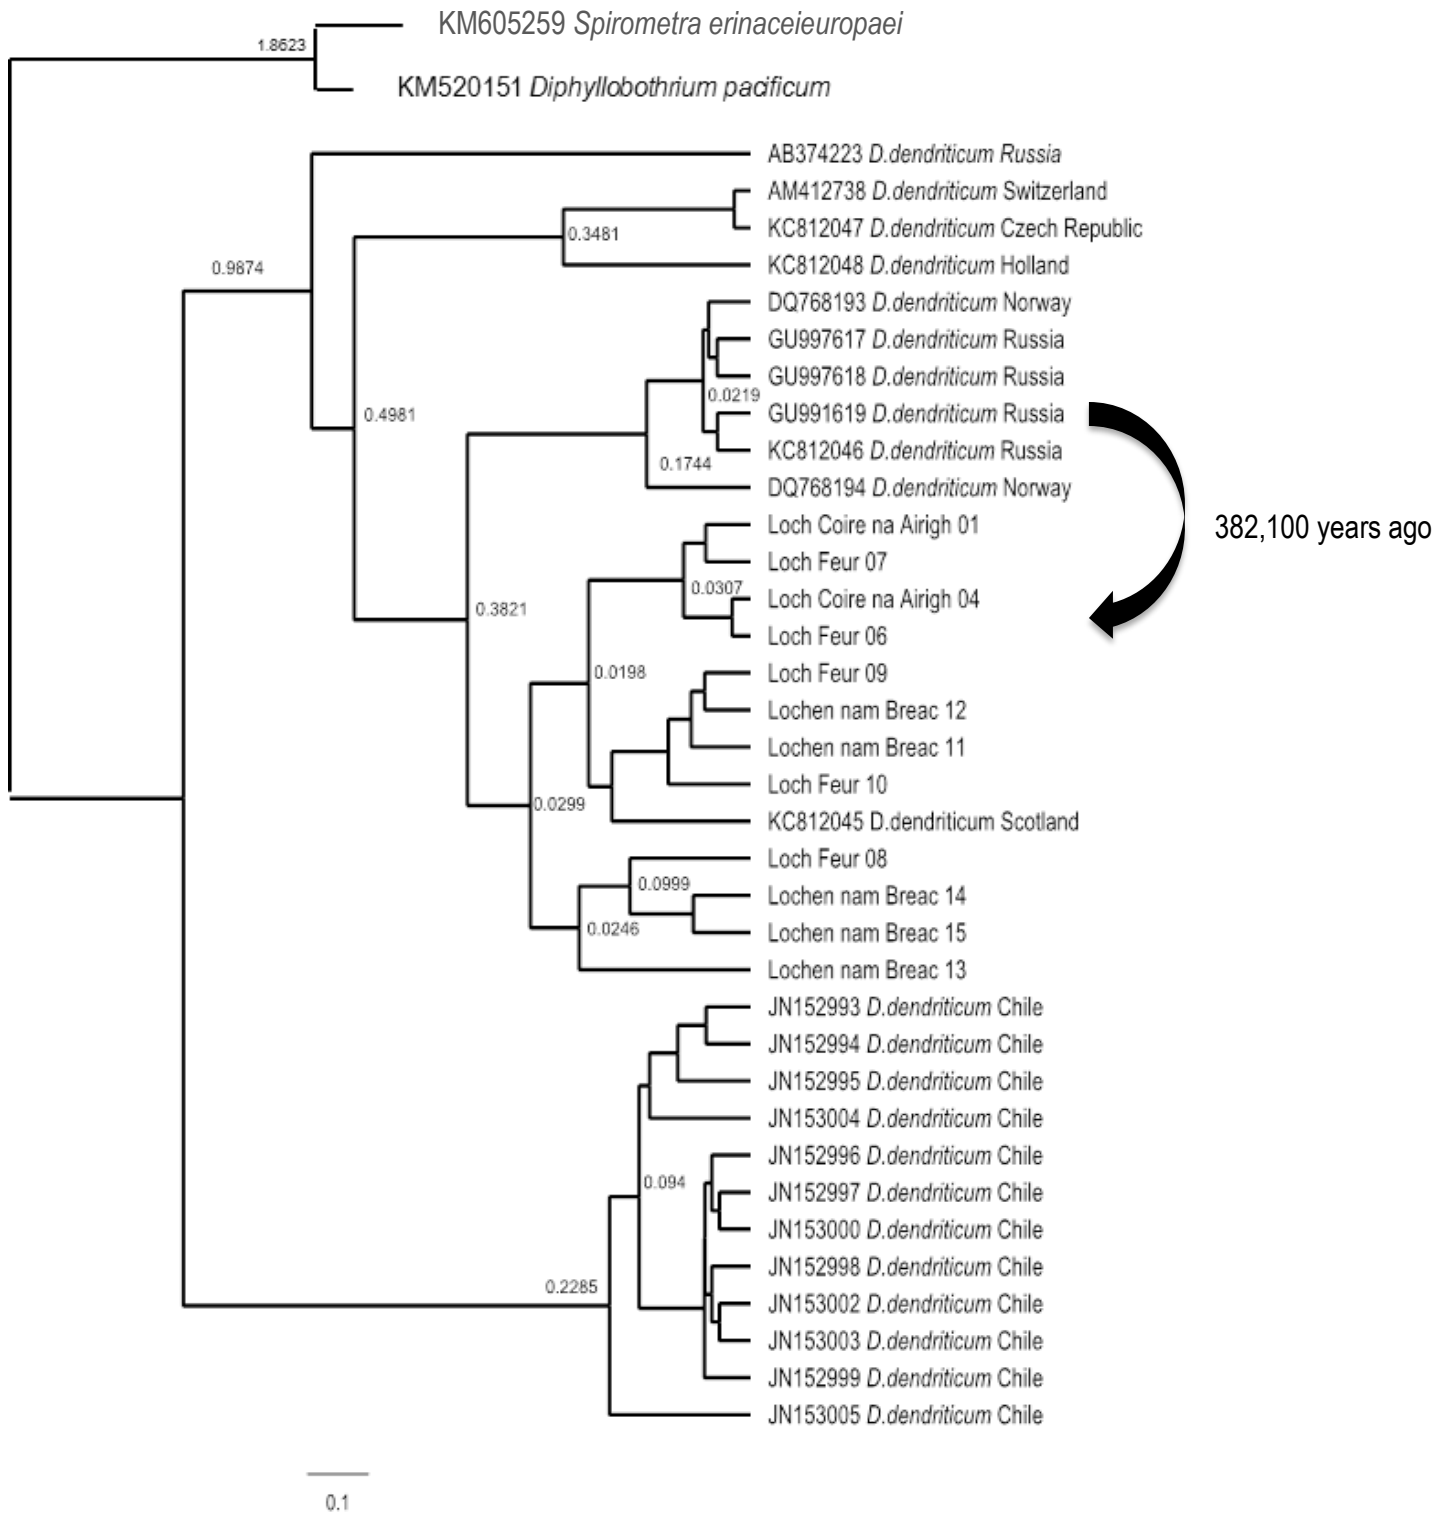 KM605259 Spirometra erinaceieuropaei
1.8623
KM520151 Diphyllobothrium pacificum
AB374223 D.dendriticum Russia
AM412738 D.dendriticum Switzerland
KC812047 D.dendriticum Czech Republic
0.3481
KC812048 D.dendriticum Holland
0.9874
DQ768193 D.dendriticum Norway
GU997617 D.dendriticum Russia
GU997618 D.dendriticum Russia
0.0219
GU991619 D.dendriticum Russia
0.4981
KC812046 D.dendriticum Russia
0.1744
DQ768194 D.dendriticum Norway
Loch Coire na Airigh 01
382,100 years ago
Loch Feur 07
0.0307
Loch Coire na Airigh 04
0.3821
Loch Feur 06
0.0198
Loch Feur 09
Lochen nam Breac 12
Lochen nam Breac 11
Loch Feur 10
0.0299
KC812045 D.dendriticum Scotland
Loch Feur 08
0.0999
Lochen nam Breac 14
0.0246
Lochen nam Breac 15
Lochen nam Breac 13
JN152993 D.dendriticum Chile
JN152994 D.dendriticum Chile
JN152995 D.dendriticum Chile
JN153004 D.dendriticum Chile
JN152996 D.dendriticum Chile
0.094
JN152997 D.dendriticum Chile
JN153000 D.dendriticum Chile
JN152998 D.dendriticum Chile
0.2285
JN153002 D.dendriticum Chile
JN153003 D.dendriticum Chile
JN152999 D.dendriticum Chile
JN153005 D.dendriticum Chile
0.1